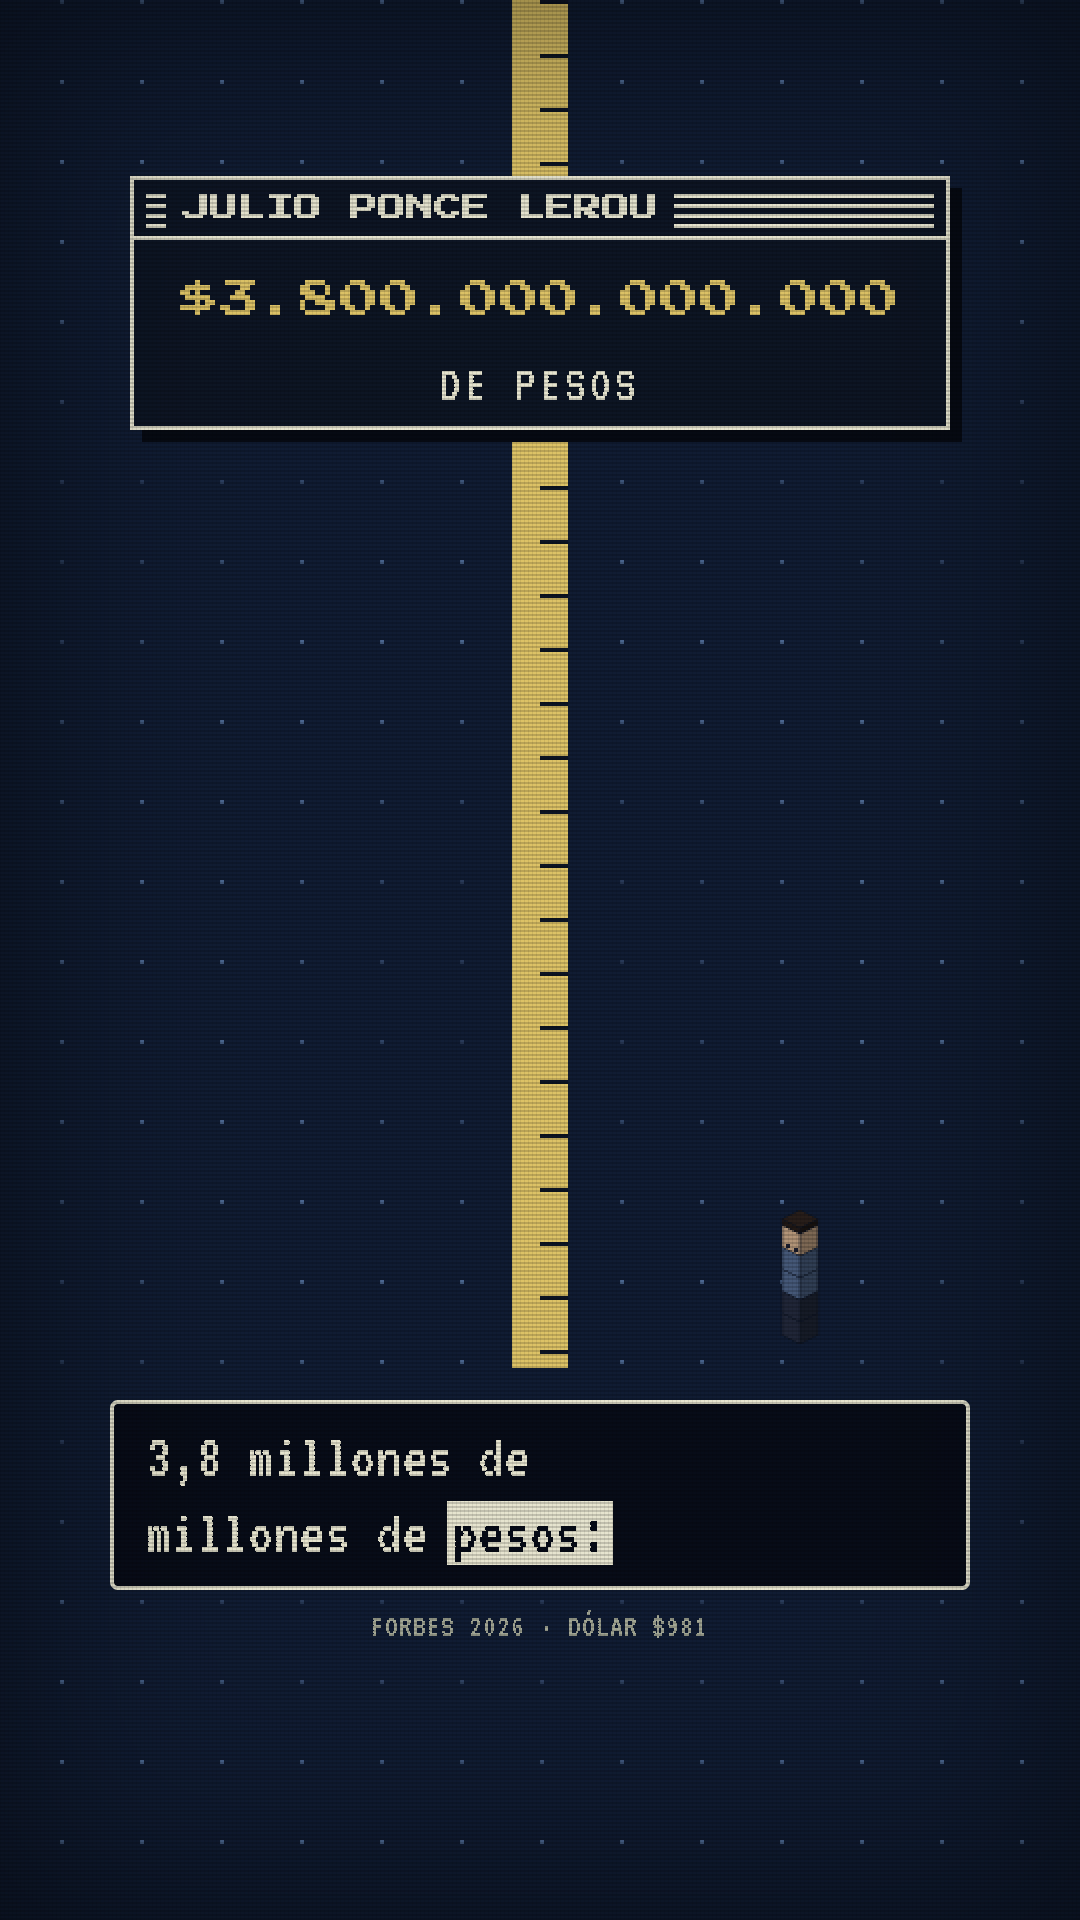 JULIO PONCE LEROU
$3.800.000.000.000
DE PESOS
3,8 millones de
millones de pesos:
FORBES 2026 · DÓLAR $981